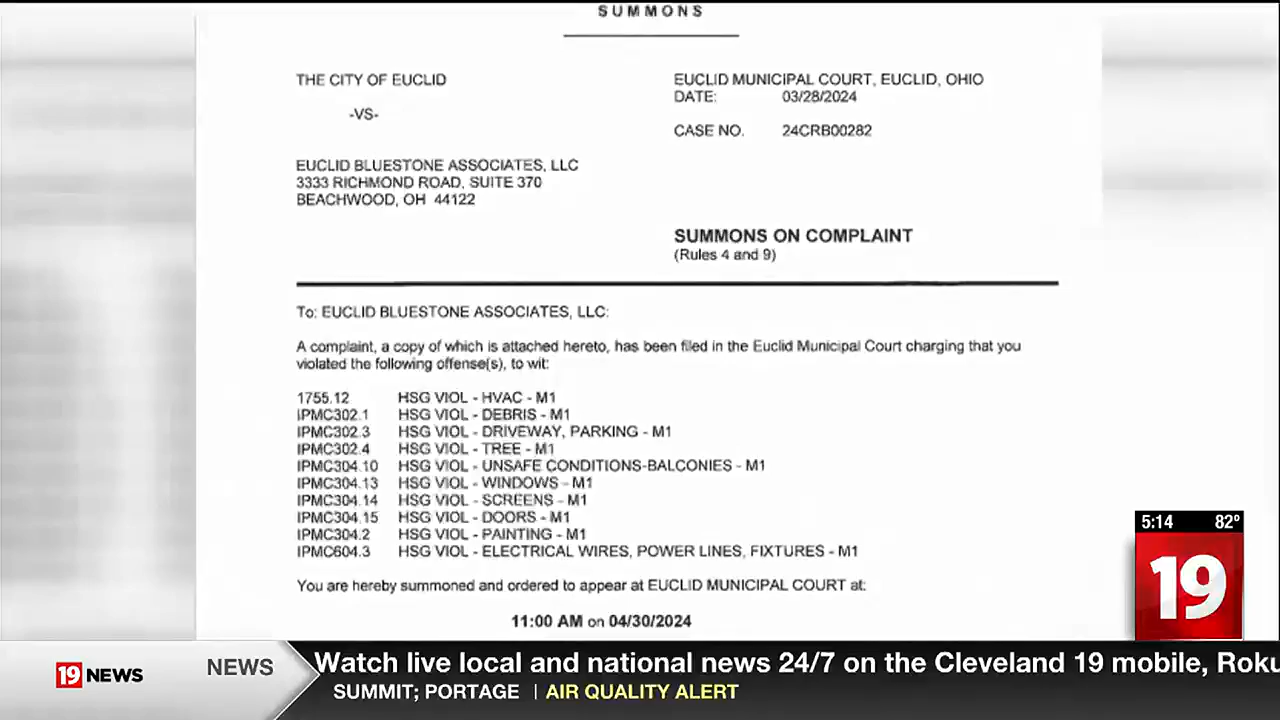 SUMMONS
THE CITY OF EUCLID
-VS-
EUCLID BLUESTONE ASSOCIATES, LLC
3333 RICHMOND ROAD, SUITE 370
BEACHWOOD, OH 44122
EUCLID MUNICIPAL COURT, EUCLID, OHIO
DATE: 03/28/2024
CASE NO. 24CRB00282
SUMMONS ON COMPLAINT
(Rules 4 and 9)
To: EUCLID BLUESTONE ASSOCIATES, LLC:
A complaint, a copy of which is attached hereto, has been filed in the Euclid Municipal Court charging that you
violated the following offense(s), to wit:
1755.12 HSG VIOL - HVAC - M1
IPMC302.1 HSG VIOL - DEBRIS - M1
IPMC302.3 HSG VIOL - DRIVEWAY, PARKING - M1
IPMC302.4 HSG VIOL - TREE - M1
IPMC304.10 HSG VIOL - UNSAFE CONDITIONS-BALCONIES - M1
IPMC304.13 HSG VIOL - WINDOWS - M1
IPMC304.14 HSG VIOL - SCREENS - M1
IPMC304.15 HSG VIOL - DOORS - M1
IPMC304.2 HSG VIOL - PAINTING - M1
IPMC604.3 HSG VIOL - ELECTRICAL WIRES, POWER LINES, FIXTURES - M1
You are hereby summoned and ordered to appear at EUCLID MUNICIPAL COURT at:
11:00 AM on 04/30/2024
5:14 82°
19
19 NEWS
NEWS
Watch live local and national news 24/7 on the Cleveland 19 mobile, Roku
SUMMIT; PORTAGE | AIR QUALITY ALERT